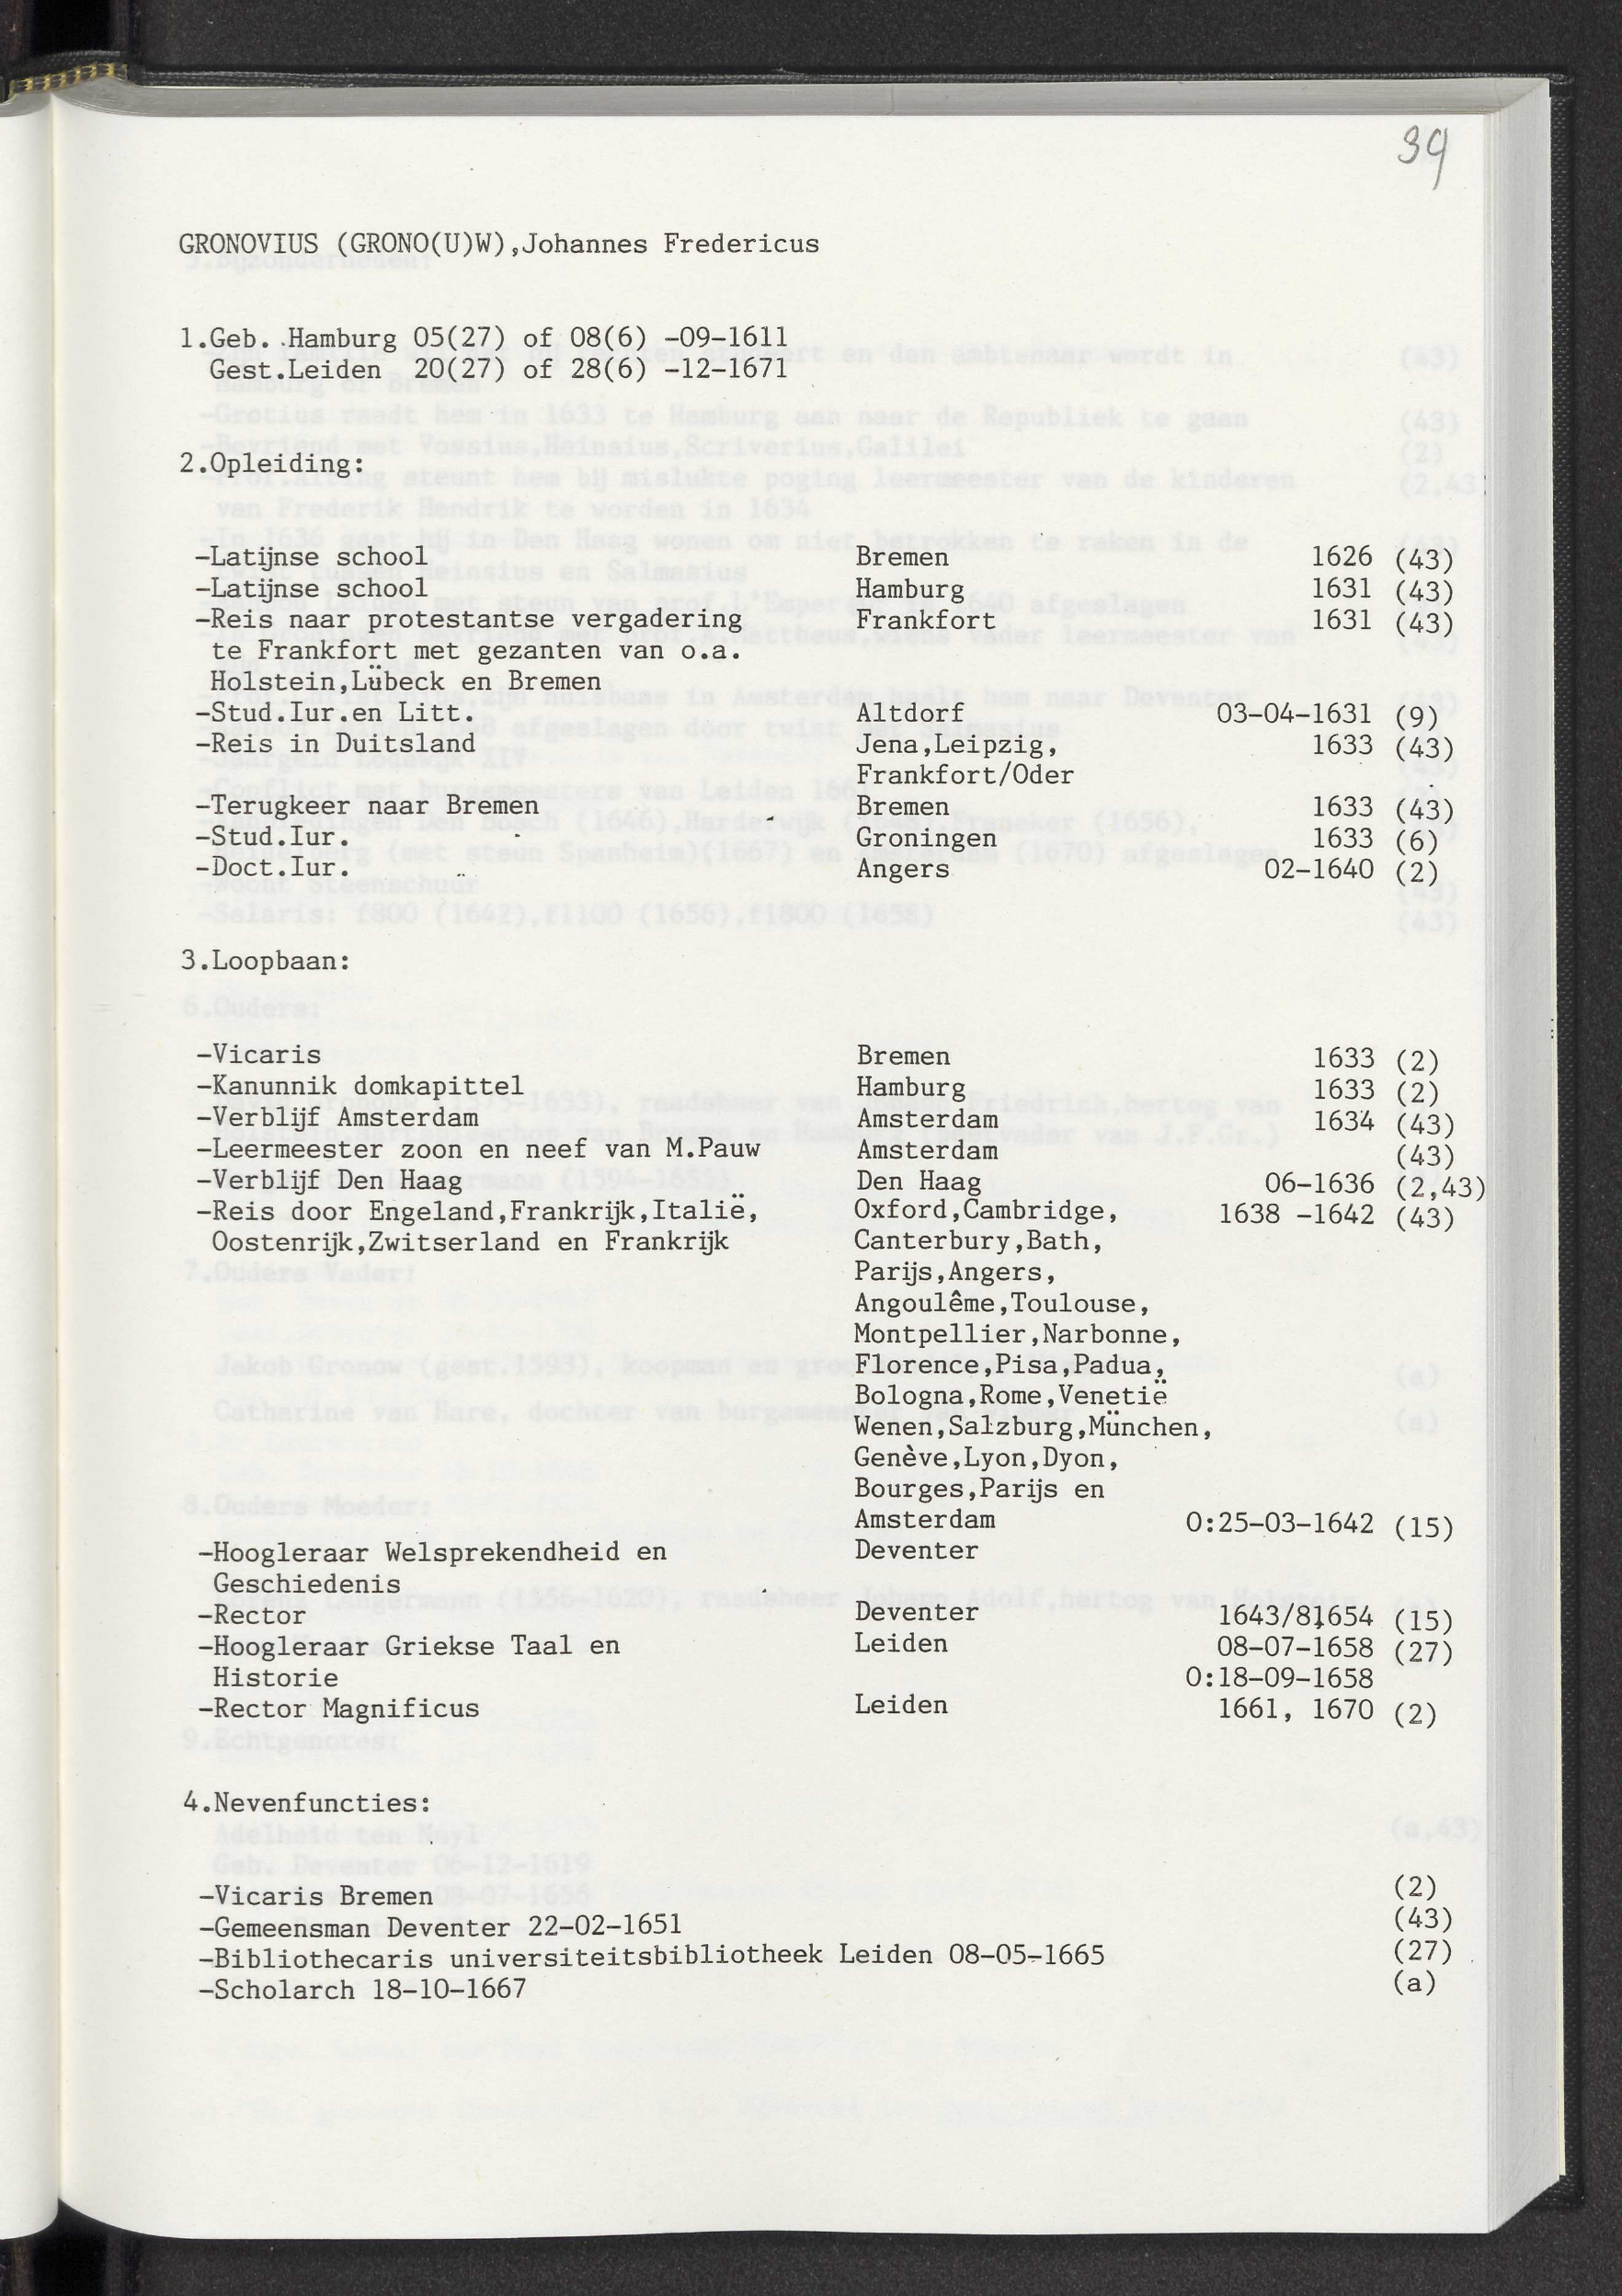 39
GRONOVIUS (GRONO(U)W),Johannes Fredericus
1.Geb. Hamburg 05(27) of 08(6) -09-1611
Gest.Leiden 20(27) of 28(6) -12-1671
2.Opleiding:
-Latijnse school Bremen 1626 (43)
-Latijnse school Hamburg 1631 (43)
-Reis naar protestantse vergadering Frankfort 1631 (43)
te Frankfort met gezanten van o.a.
Holstein,Lübeck en Bremen
-Stud.Iur.en Litt. Altdorf 03-04-1631 (9)
-Reis in Duitsland Jena,Leipzig, 1633 (43)
Frankfort/Oder
-Terugkeer naar Bremen Bremen 1633 (43)
-Stud.Iur. Groningen 1633 (6)
-Doct.Iur. Angers 02-1640 (2)
3.Loopbaan:
-Vicaris Bremen 1633 (2)
-Kanunnik domkapittel Hamburg 1633 (2)
-Verblijf Amsterdam Amsterdam 1634 (43)
-Leermeester zoon en neef van M.Pauw Amsterdam (43)
-Verblijf Den Haag Den Haag 06-1636 (2,43)
-Reis door Engeland,Frankrijk,Italië, Oxford,Cambridge, 1638 -1642 (43)
Oostenrijk,Zwitserland en Frankrijk Canterbury,Bath,
Parijs,Angers,
Angoulême,Toulouse,
Montpellier,Narbonne,
Florence,Pisa,Padua,
Bologna,Rome,Venetië
Wenen,Salzburg,München,
Genève,Lyon,Dyon,
Bourges,Parijs en
Amsterdam 0:25-03-1642 (15)
-Hoogleraar Welsprekendheid en Deventer
Geschiedenis
-Rector Deventer 1643/81654 (15)
-Hoogleraar Griekse Taal en Leiden 08-07-1658 (27)
Historie 0:18-09-1658
-Rector Magnificus Leiden 1661, 1670 (2)
4.Nevenfuncties:
-Vicaris Bremen (2)
-Gemeensman Deventer 22-02-1651 (43)
-Bibliothecaris universiteitsbibliotheek Leiden 08-05-1665 (27)
-Scholarch 18-10-1667 (a)